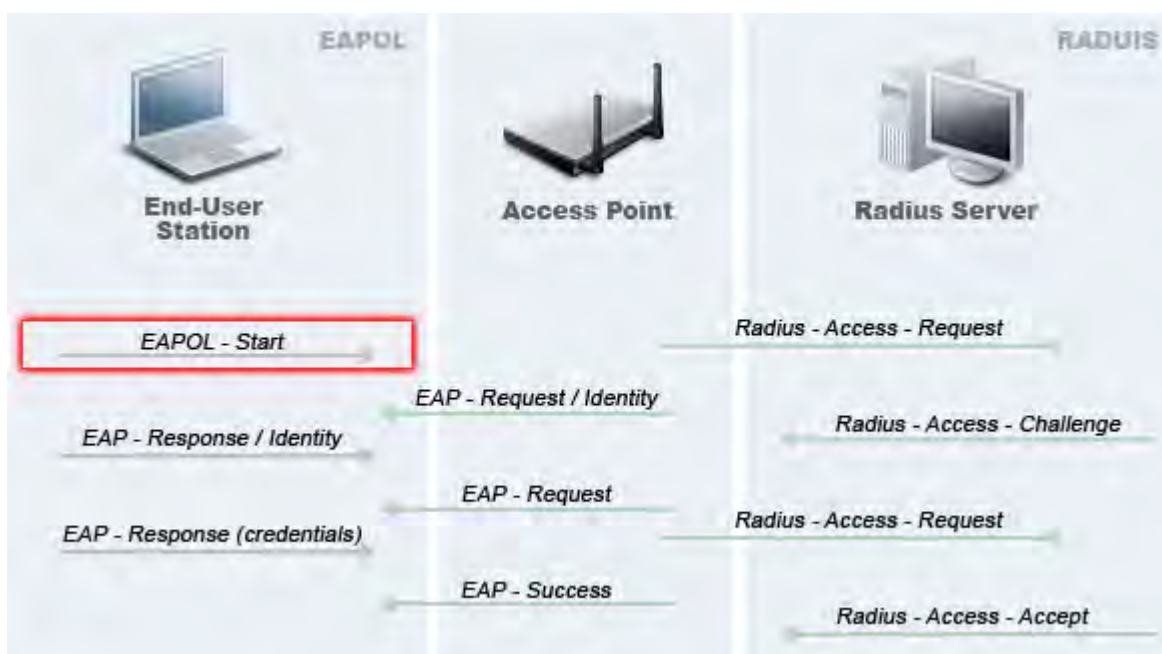 EAPOL
RADUIS
End-User
Station
Access Point
Radius Server
EAPOL - Start
Radius - Access - Request
EAP - Request / Identity
Radius - Access - Challenge
EAP - Response / Identity
EAP - Request
Radius - Access - Request
EAP - Response (credentials)
EAP - Success
Radius - Access - Accept